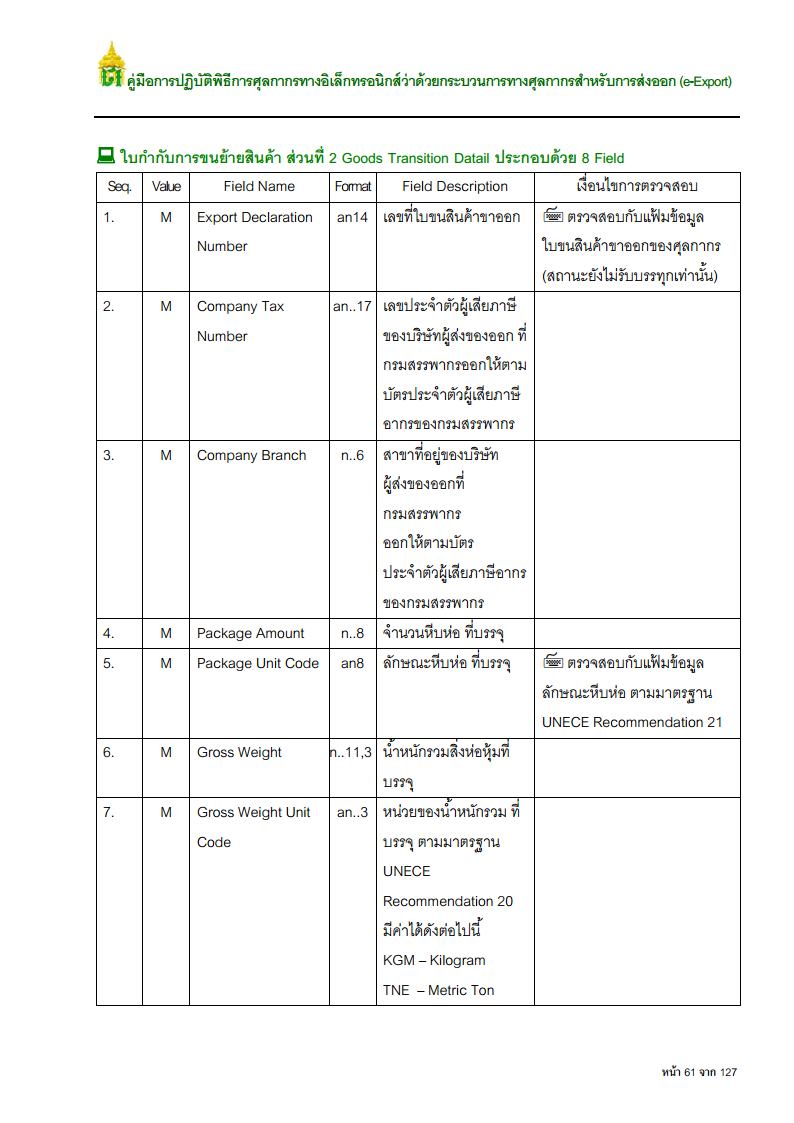 คู่มือการปฏิบัติพิธีการศุลกากรทางอิเล็กทรอนิกส์ว่าด้วยกระบวนการทางศุลกากรสำหรับการส่งออก (e-Export)
ใบกำกับการขนย้ายสินค้า ส่วนที่ 2 Goods Transition Datail ประกอบด้วย 8 Field
Seq. Value Field Name Format Field Description เงื่อนไขการตรวจสอบ
1. M Export Declaration an14 เลขที่ใบขนสินค้าขาออก ตรวจสอบกับแฟ้มข้อมูล
Number ใบขนสินค้าขาออกของศุลกากร
(สถานะยังไม่รับบรรทุกเท่านั้น)
2. M Company Tax an..17 เลขประจำตัวผู้เสียภาษี
Number ของบริษัทผู้ส่งของออก ที่
กรมสรรพากรออกให้ตาม
บัตรประจำตัวผู้เสียภาษี
อากรของกรมสรรพากร
3. M Company Branch n..6 สาขาที่อยู่ของบริษัท
ผู้ส่งของออกที่
กรมสรรพากร
ออกให้ตามบัตร
ประจำตัวผู้เสียภาษีอากร
ของกรมสรรพากร
4. M Package Amount n..8 จำนวนหีบห่อ ที่บรรจุ
5. M Package Unit Code an8 ลักษณะหีบห่อ ที่บรรจุ ตรวจสอบกับแฟ้มข้อมูล
ลักษณะหีบห่อ ตามมาตรฐาน
UNECE Recommendation 21
6. M Gross Weight n..11,3 น้ำหนักรวมสิ่งห่อหุ้มที่
บรรจุ
7. M Gross Weight Unit an..3 หน่วยของน้ำหนักรวม ที่
Code บรรจุ ตามมาตรฐาน
UNECE
Recommendation 20
มีค่าได้ดังต่อไปนี้
KGM – Kilogram
TNE – Metric Ton
หน้า 61 จาก 127